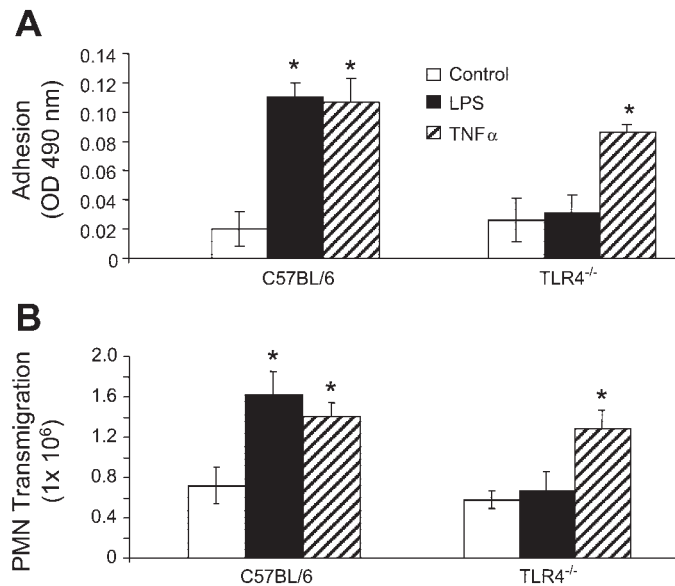 A
Adhesion
(OD 490 nm)
0.14
0.12
0.10
0.08
0.06
0.04
0.02
0
* * *
Control
LPS
TNFα
C57BL/6 TLR4-/-
B
PMN Transmigration
(1x 10⁶)
2.0
1.6
1.2
0.8
0.4
0
* * *
C57BL/6 TLR4-/-